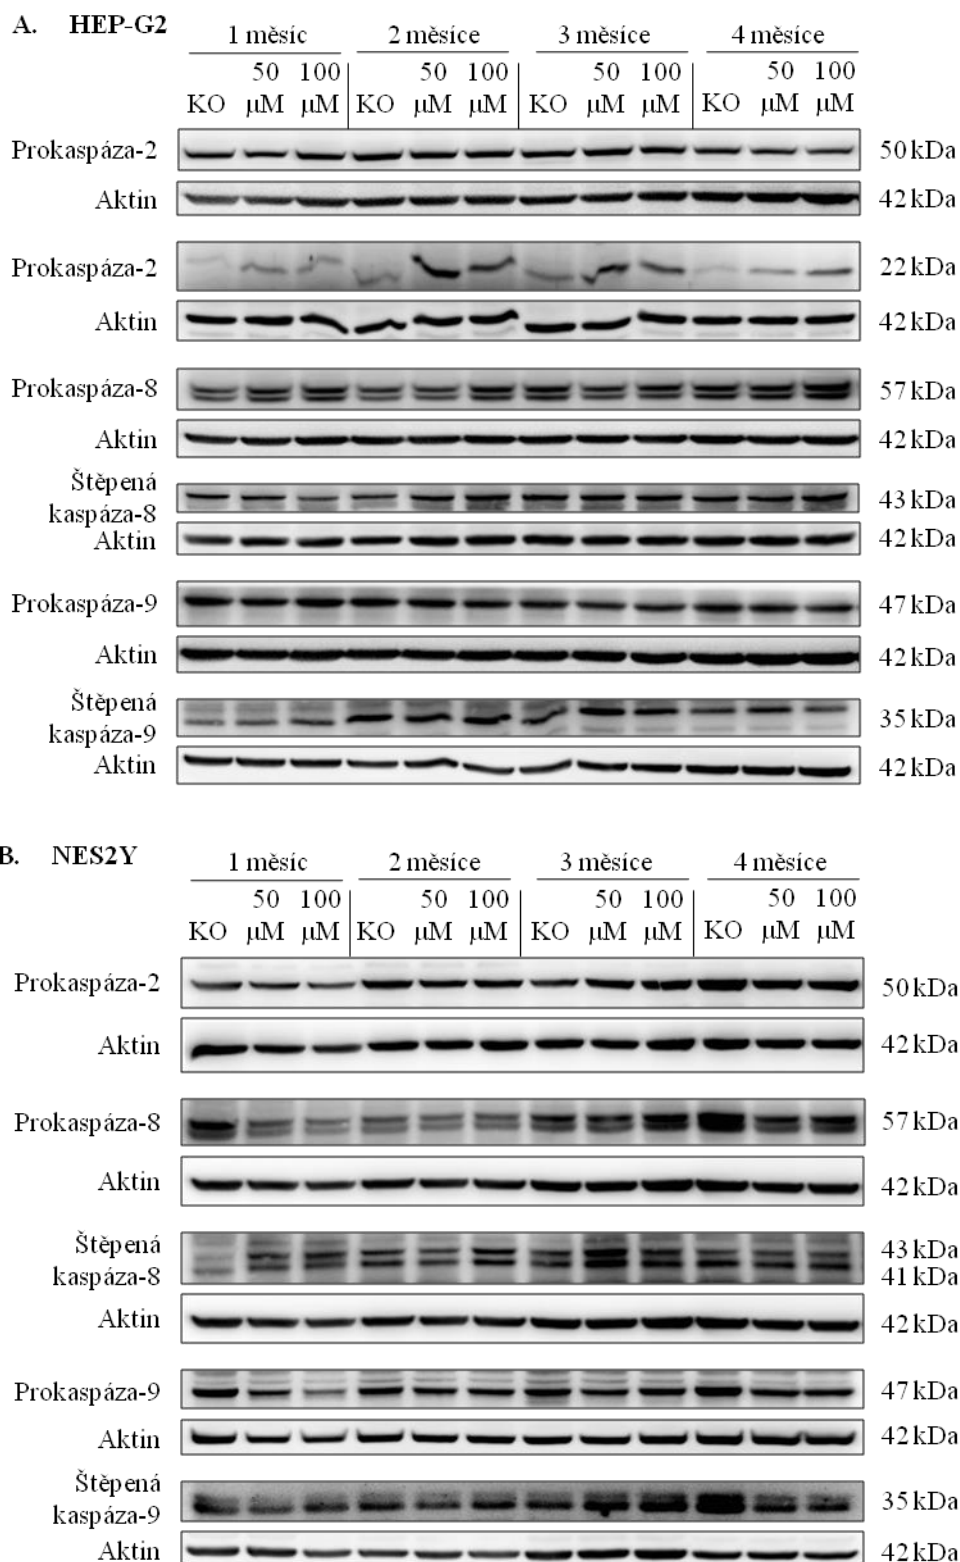 A. HEP-G2
1 měsíc 2 měsíce 3 měsíce 4 měsíce
50 100 50 100 50 100 50 100
KO µM µM KO µM µM KO µM µM KO µM µM
Prokaspáza-2 50 kDa
Aktin 42 kDa
Prokaspáza-2 22 kDa
Aktin 42 kDa
Prokaspáza-8 57 kDa
Aktin 42 kDa
Štěpená
kaspáza-8 43 kDa
Aktin 42 kDa
Prokaspáza-9 47 kDa
Aktin 42 kDa
Štěpená
kaspáza-9 35 kDa
Aktin 42 kDa
B. NES2Y
1 měsíc 2 měsíce 3 měsíce 4 měsíce
50 100 50 100 50 100 50 100
KO µM µM KO µM µM KO µM µM KO µM µM
Prokaspáza-2 50 kDa
Aktin 42 kDa
Prokaspáza-8 57 kDa
Aktin 42 kDa
Štěpená 43 kDa
kaspáza-8 41 kDa
Aktin 42 kDa
Prokaspáza-9 47 kDa
Aktin 42 kDa
Štěpená
kaspáza-9 35 kDa
Aktin 42 kDa